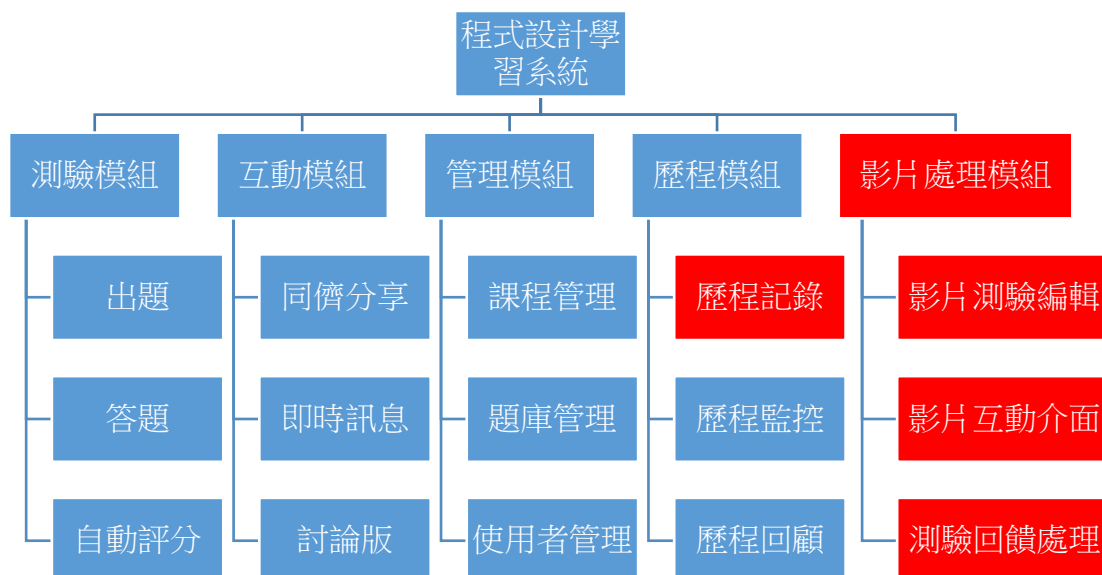 程式設計學
習系統
測驗模組
互動模組
管理模組
歷程模組
影片處理模組
出題
同儕分享
課程管理
歷程記錄
影片測驗編輯
答題
即時訊息
題庫管理
歷程監控
影片互動介面
自動評分
討論版
使用者管理
歷程回顧
測驗回饋處理